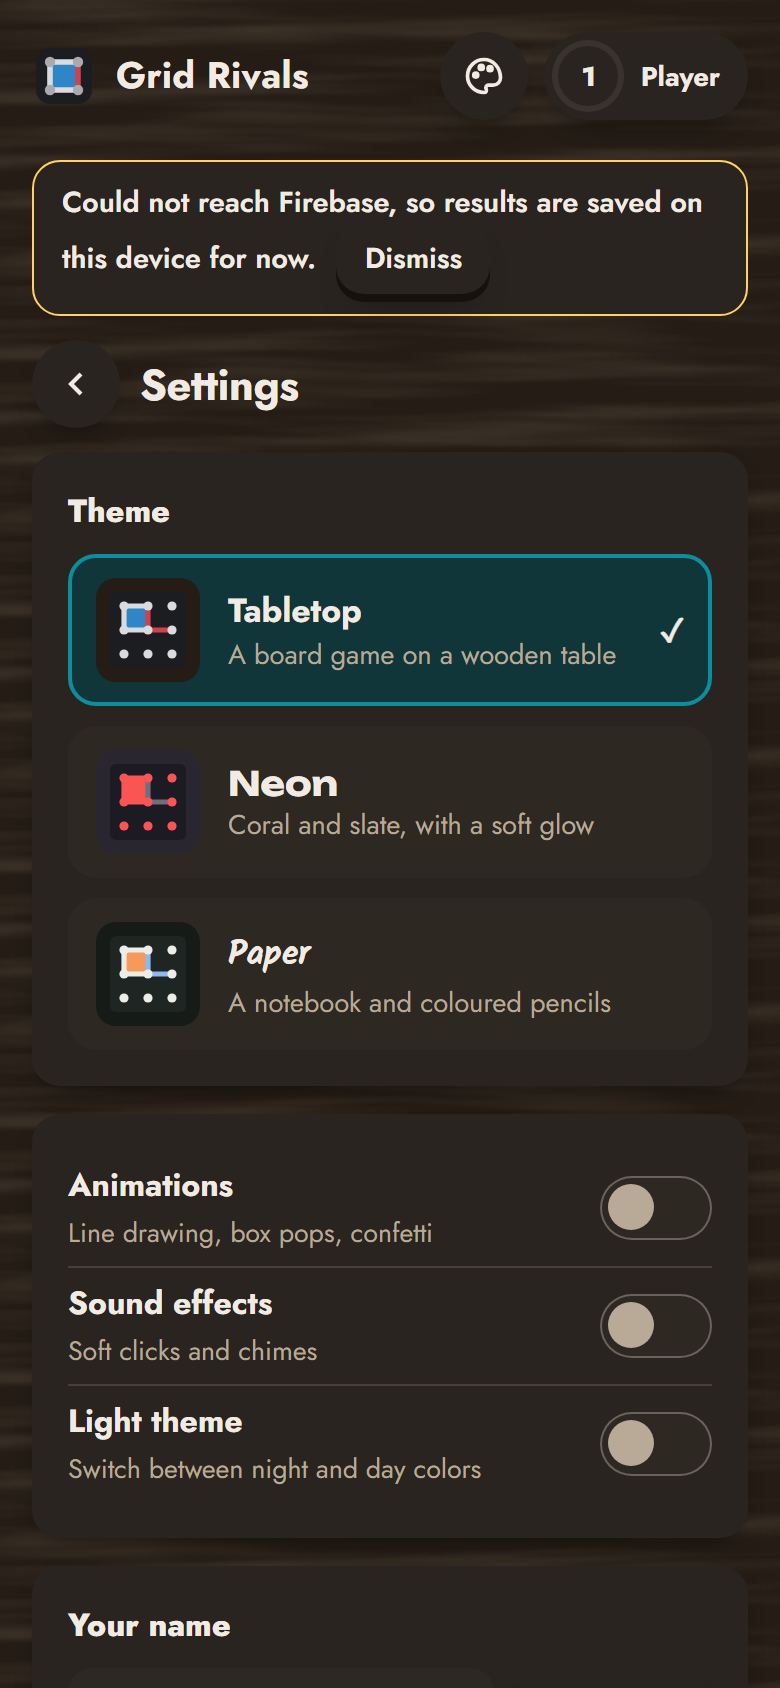 Grid Rivals
1
Player
Could not reach Firebase, so results are saved on
this device for now. Dismiss
Settings
Theme
Tabletop
A board game on a wooden table
Neon
Coral and slate, with a soft glow
Paper
A notebook and coloured pencils
Animations
Line drawing, box pops, confetti
Sound effects
Soft clicks and chimes
Light theme
Switch between night and day colors
Your name